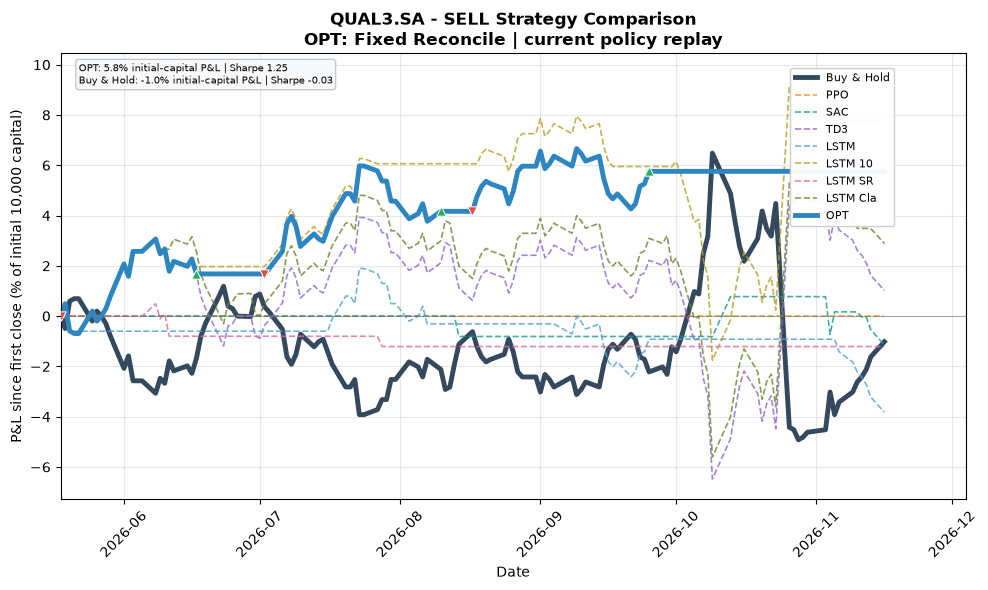 QUAL3.SA - SELL Strategy Comparison
OPT: Fixed Reconcile | current policy replay
OPT: 5.8% initial-capital P&L | Sharpe 1.25
Buy & Hold: -1.0% initial-capital P&L | Sharpe -0.03
Buy & Hold
PPO
SAC
TD3
LSTM
LSTM 10
LSTM SR
LSTM Cla
OPT
P&L since first close (% of initial 10,000 capital)
10
8
6
4
2
0
−2
−4
−6
2026-06
2026-07
2026-08
2026-09
2026-10
2026-11
2026-12
Date